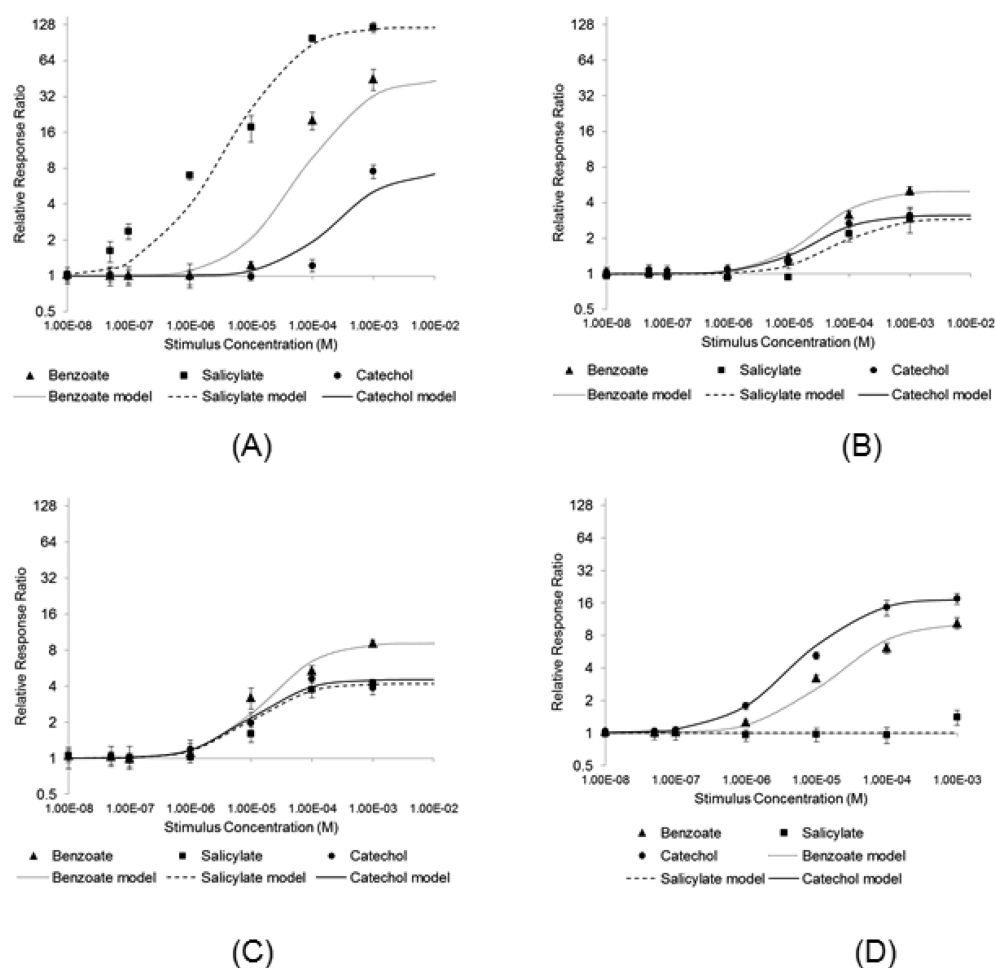 128
64
32
16
8
4
2
1
0.5
Relative Response Ratio
1.00E-08 1.00E-07 1.00E-06 1.00E-05 1.00E-04 1.00E-03 1.00E-02
Stimulus Concentration (M)
Benzoate Salicylate Catechol
Benzoate model Salicylate model Catechol model
(A)
128
64
32
16
8
4
2
1
0.5
Relative Response Ratio
1.00E-08 1.00E-07 1.00E-06 1.00E-05 1.00E-04 1.00E-03 1.00E-02
Stimulus Concentration (M)
Benzoate Salicylate Catechol
Benzoate model Salicylate model Catechol model
(B)
128
64
32
16
8
4
2
1
0.5
Relative Response Ratio
1.00E-08 1.00E-07 1.00E-06 1.00E-05 1.00E-04 1.00E-03 1.00E-02
Stimulus Concentration (M)
Benzoate Salicylate Catechol
Benzoate model Salicylate model Catechol model
(C)
128
64
32
16
8
4
2
1
0.5
Relative Response Ratio
1.00E-08 1.00E-07 1.00E-06 1.00E-05 1.00E-04 1.00E-03
Stimulus Concentration (M)
Benzoate Salicylate
Catechol Benzoate model
Salicylate model Catechol model
(D)